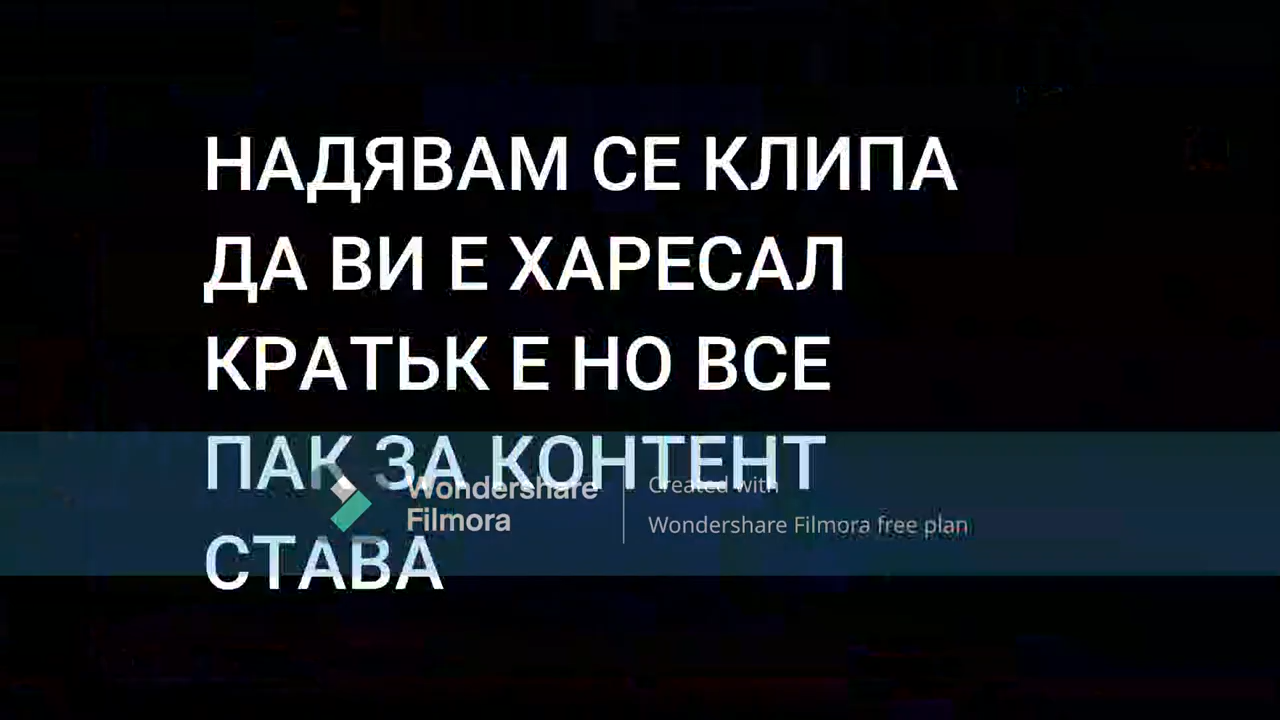 НАДЯВАМ СЕ КЛИПА
ДА ВИ Е ХАРЕСАЛ
КРАТЬК Е НО ВСЕ
ПАК ЗА КОНТЕНТ
Wondershare
Filmora
Created with
Wondershare Filmora free plan
СТАВА